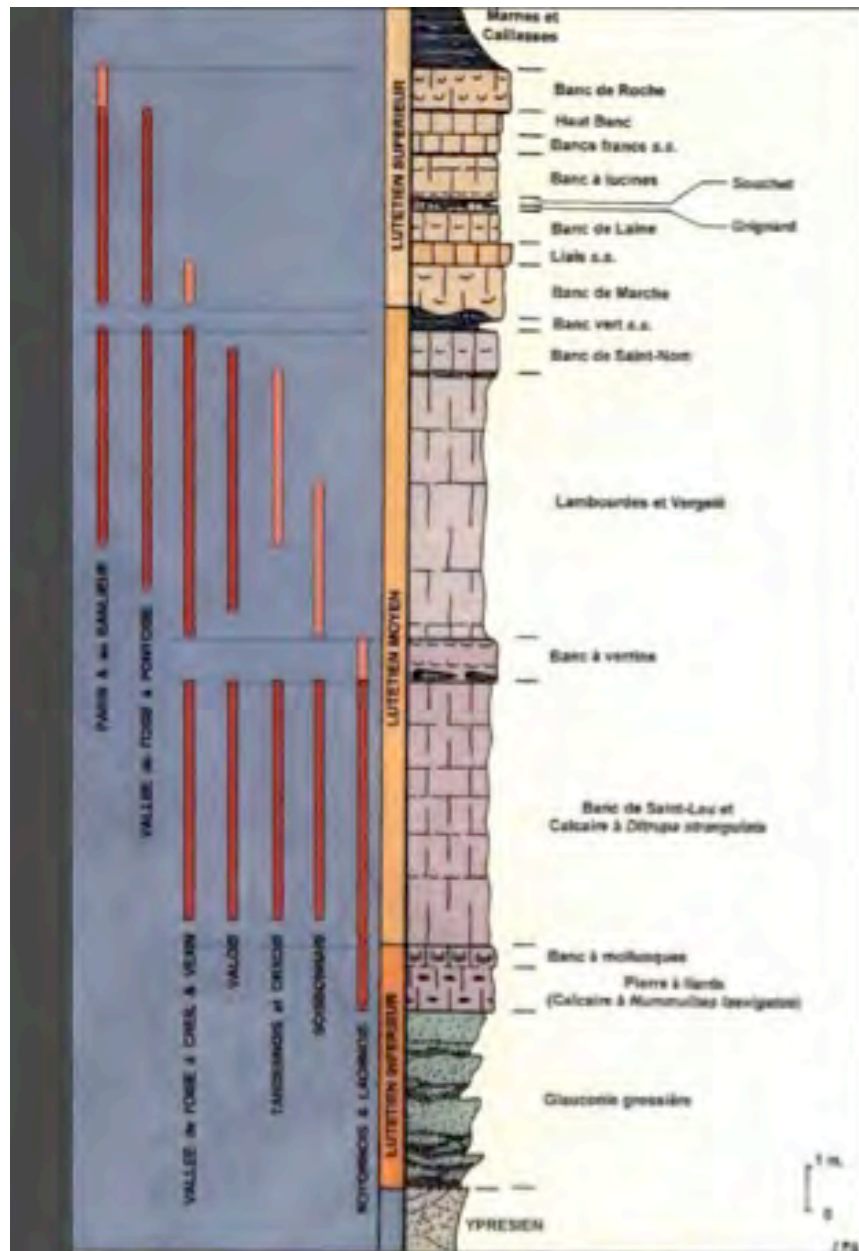 Marnes et
Caillasses
Banc de Roche
Haut Banc
Bancs francs s.s.
Banc à lucines
Souchet
Grignard
Banc de Laine
Liais s.s.
Banc de Marche
Banc vert s.s.
Banc de Saint-Nom
Lambourdes et Vergelé
Banc à verrins
Banc de Saint-Leu et
Calcaire à Ditrupa strangulata
Banc à mollusques
Pierre à liards
(Calcaire à Nummulites laevigatus)
Glauconie grossière
YPRESIEN
1 m.
0
LUTETIEN SUPERIEUR
LUTETIEN MOYEN
LUTETIEN INFERIEUR
PARIS & sa BANLIEUE
VALLEE de l'OISE à PONTOISE
VALLEE de l'OISE à CREIL & VEXIN
VALOIS
TARDENOIS et
SOISSONNAIS
NOYONNAIS & LAONNOIS